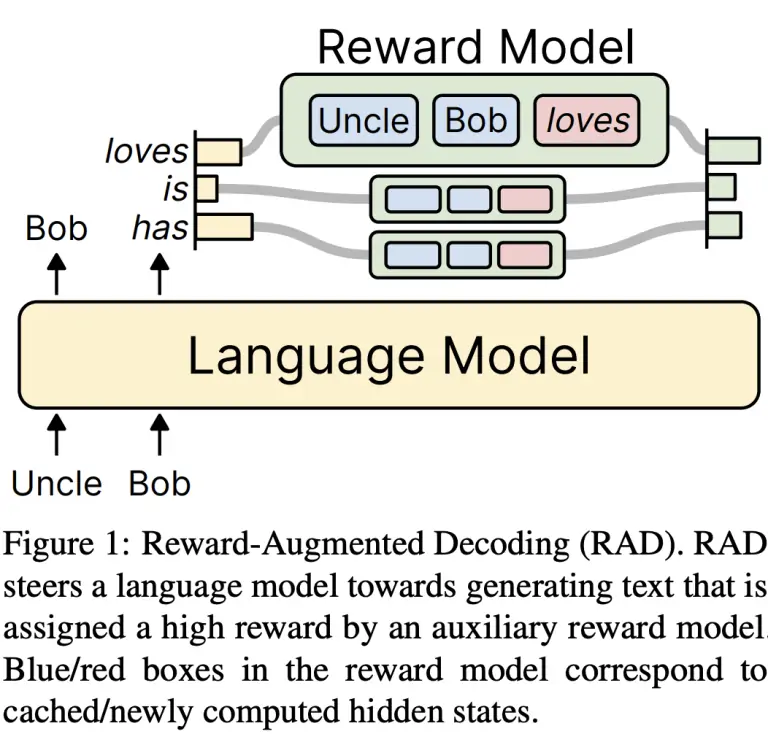 Reward Model
Uncle Bob loves
loves
is
Bob has
Language Model
Uncle Bob
Figure 1: Reward-Augmented Decoding (RAD). RAD
steers a language model towards generating text that is
assigned a high reward by an auxiliary reward model.
Blue/red boxes in the reward model correspond to
cached/newly computed hidden states.